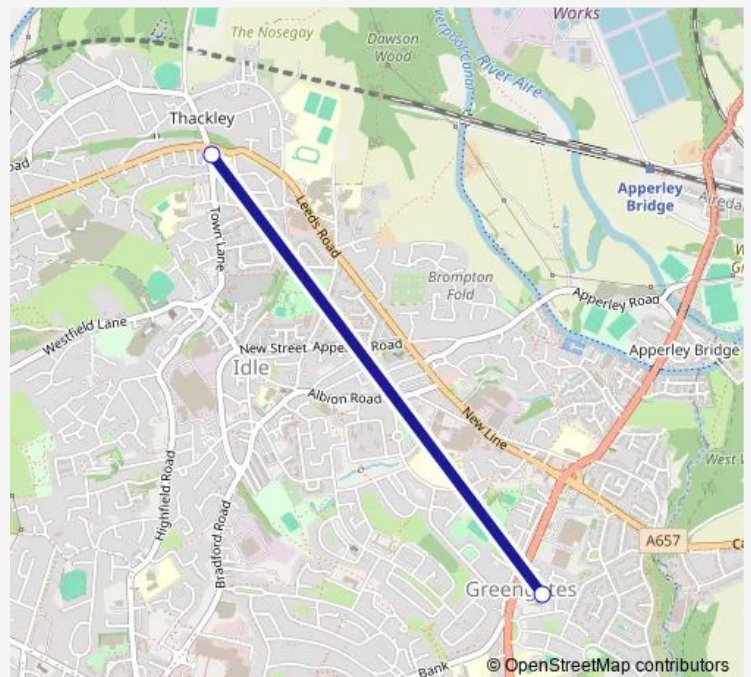 Works
The Nosegay
Dawson
Wood
River Aire
Thackley
Apperley
Bridge
Leeds Road
Town Lane
Brompton
Fold
Apperley Road
Westfield Lane
New Street
Road
Apperley Bridge
Idle
Albion Road
New Line
Highfield Road
Bradford Road
A657
Bank
© OpenStreetMap contributors